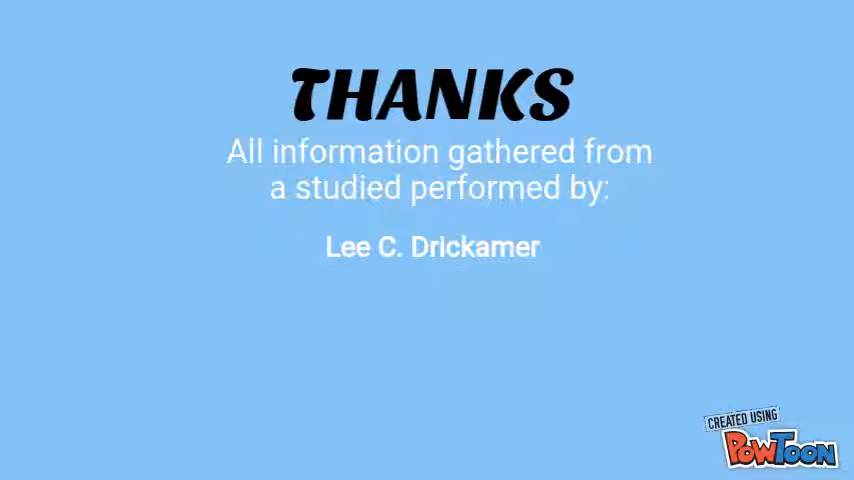 THANKS
All information gathered from
a studied performed by:
Lee C. Drickamer
CREATED USING
POWTOON